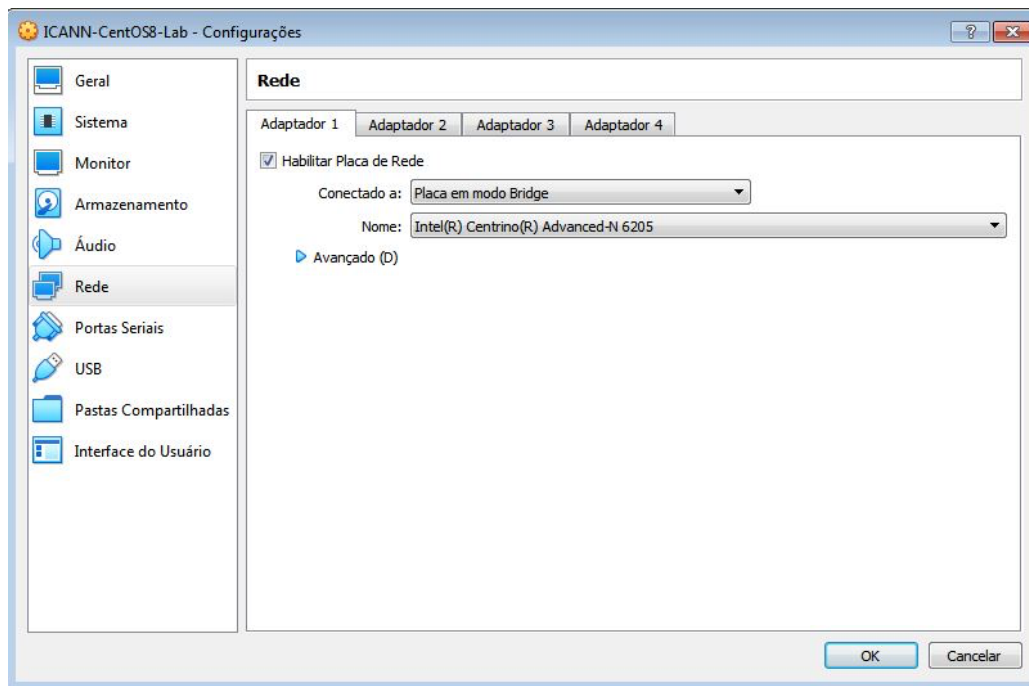 ICANN-CentOS8-Lab - Configurações
Geral
Sistema
Monitor
Armazenamento
Áudio
Rede
Portas Seriais
USB
Pastas Compartilhadas
Interface do Usuário
Rede
Adaptador 1 Adaptador 2 Adaptador 3 Adaptador 4
Habilitar Placa de Rede
Conectado a: Placa em modo Bridge
Nome: Intel(R) Centrino(R) Advanced-N 6205
Avançado (D)
OK Cancelar